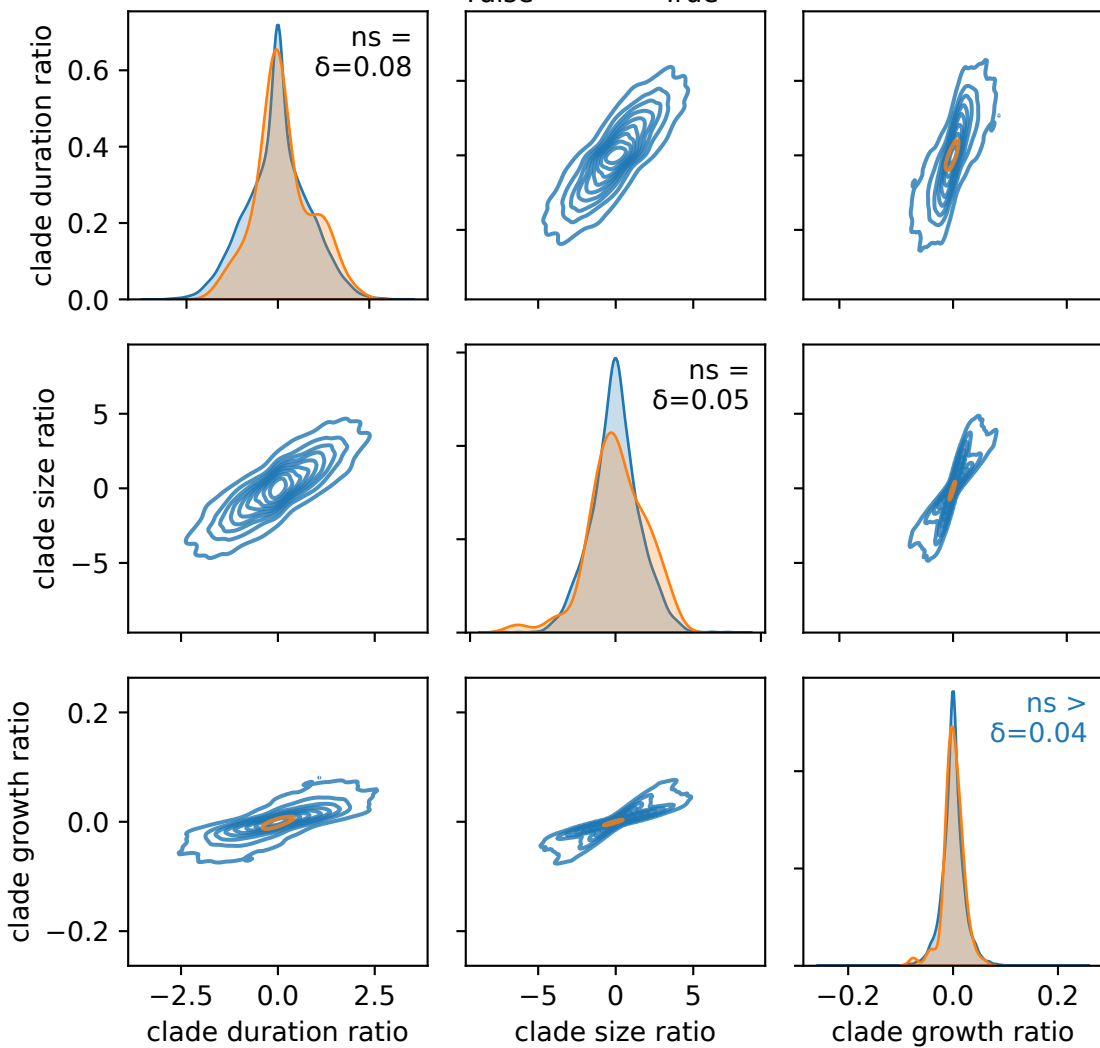 ns =
δ=0.08
clade duration ratio
0.6
0.4
0.2
0.0
ns =
δ=0.05
clade size ratio
5
0
−5
ns >
δ=0.04
clade growth ratio
0.2
0.0
−0.2
−2.5 0.0 2.5
−5 0 5
−0.2 0.0 0.2
clade duration ratio
clade size ratio
clade growth ratio